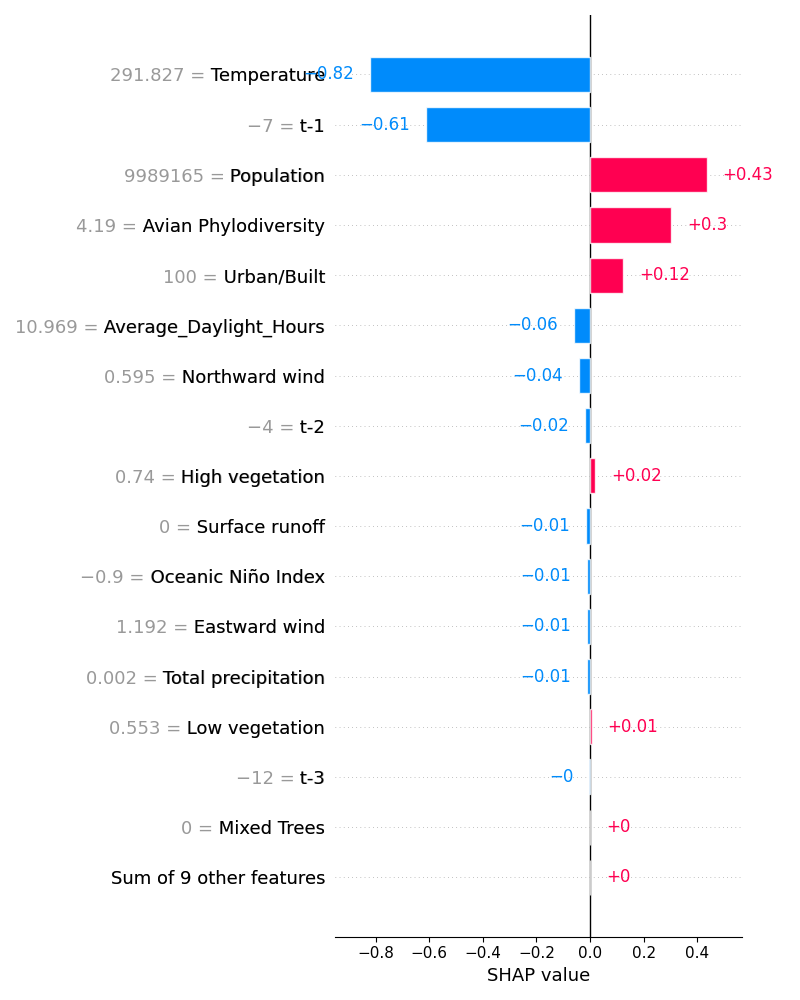 291.827 = Temperature −0.82
−7 = t-1 −0.61
9989165 = Population +0.43
4.19 = Avian Phylodiversity +0.3
100 = Urban/Built +0.12
10.969 = Average_Daylight_Hours −0.06
0.595 = Northward wind −0.04
−4 = t-2 −0.02
0.74 = High vegetation +0.02
0 = Surface runoff −0.01
−0.9 = Oceanic Niño Index −0.01
1.192 = Eastward wind −0.01
0.002 = Total precipitation −0.01
0.553 = Low vegetation +0.01
−12 = t-3 −0
0 = Mixed Trees +0
Sum of 9 other features +0
−0.8 −0.6 −0.4 −0.2 0.0 0.2 0.4
SHAP value